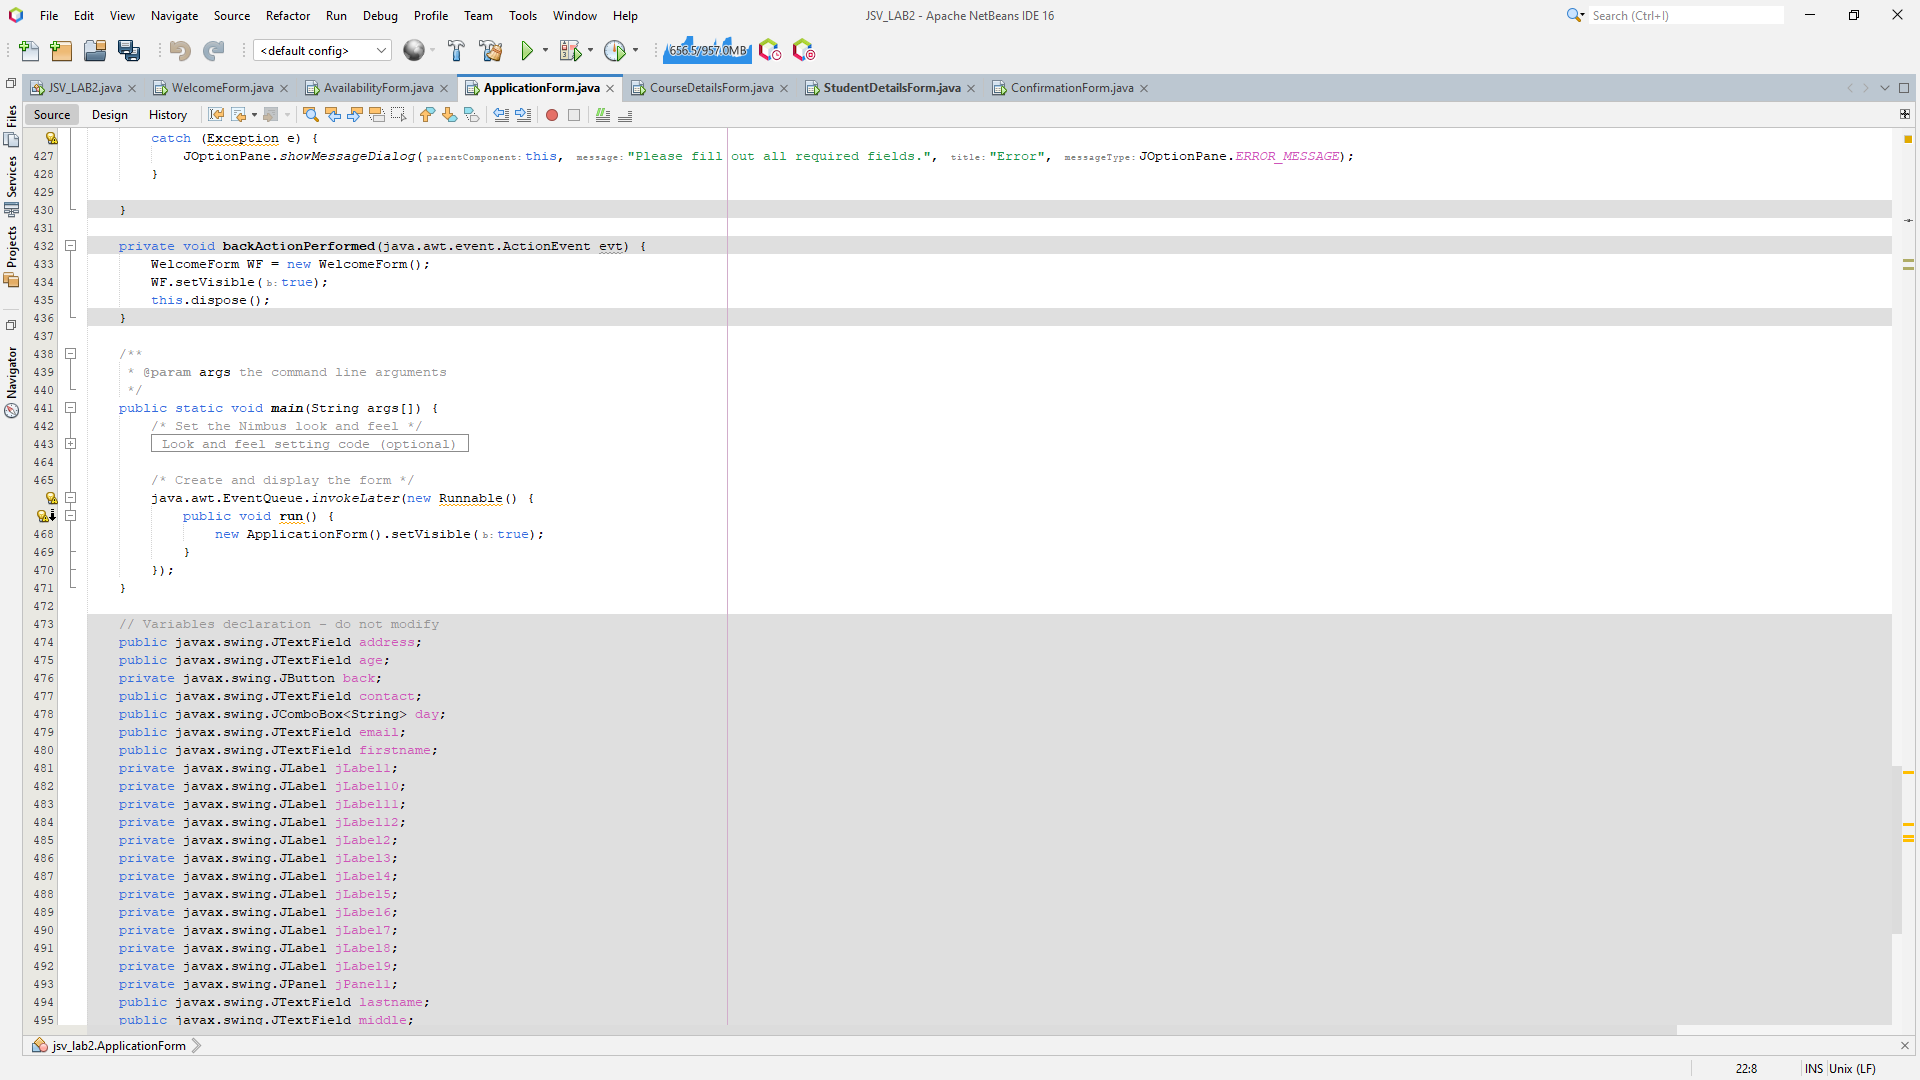 File Edit View Navigate Source Refactor Run Debug Profile Team Tools Window Help
JSV_LAB2 - Apache NetBeans IDE 16
Search (Ctrl+I)
<default config>
656.5/957.0MB
JSV_LAB2.java
WelcomeForm.java
AvailabilityForm.java
ApplicationForm.java
CourseDetailsForm.java
StudentDetailsForm.java
ConfirmationForm.java
Source Design History
Files
Services
Projects
Navigator
catch (Exception e) {
427 JOptionPane.showMessageDialog(parentComponent: this, message: "Please fill out all required fields.", title: "Error", messageType: JOptionPane.ERROR_MESSAGE);
428 }
429
430 }
431
432 private void backActionPerformed(java.awt.event.ActionEvent evt) {
433 WelcomeForm WF = new WelcomeForm();
434 WF.setVisible(b: true);
435 this.dispose();
436 }
437
438 /**
439 * @param args the command line arguments
440 */
441 public static void main(String args[]) {
442 /* Set the Nimbus look and feel */
443 Look and feel setting code (optional)
464
465 /* Create and display the form */
java.awt.EventQueue.invokeLater(new Runnable() {
public void run() {
468 new ApplicationForm().setVisible(b: true);
469 }
470 });
471 }
472
473 // Variables declaration - do not modify
474 public javax.swing.JTextField address;
475 public javax.swing.JTextField age;
476 private javax.swing.JButton back;
477 public javax.swing.JTextField contact;
478 public javax.swing.JComboBox<String> day;
479 public javax.swing.JTextField email;
480 public javax.swing.JTextField firstname;
481 private javax.swing.JLabel jLabel1;
482 private javax.swing.JLabel jLabel10;
483 private javax.swing.JLabel jLabel11;
484 private javax.swing.JLabel jLabel12;
485 private javax.swing.JLabel jLabel2;
486 private javax.swing.JLabel jLabel3;
487 private javax.swing.JLabel jLabel4;
488 private javax.swing.JLabel jLabel5;
489 private javax.swing.JLabel jLabel6;
490 private javax.swing.JLabel jLabel7;
491 private javax.swing.JLabel jLabel8;
492 private javax.swing.JLabel jLabel9;
493 private javax.swing.JPanel jPanel1;
494 public javax.swing.JTextField lastname;
495 public javax.swing.JTextField middle;
jsv_lab2.ApplicationForm
22:8 INS Unix (LF)